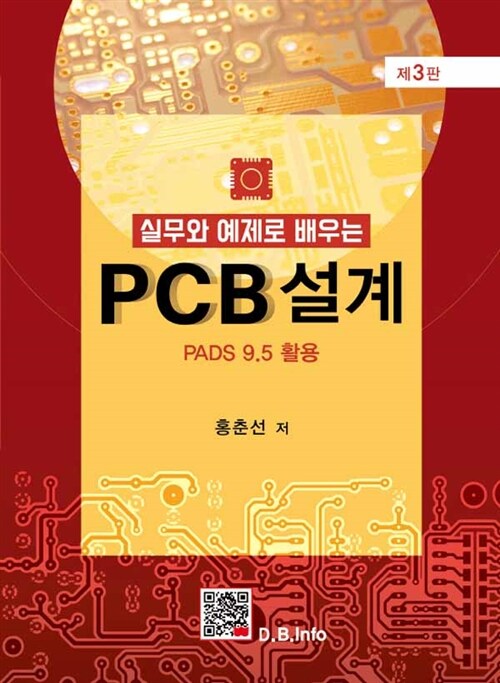 제3판
실무와 예제로 배우는
PCB 설계
PADS 9.5 활용
홍춘선 저
D.B.Info